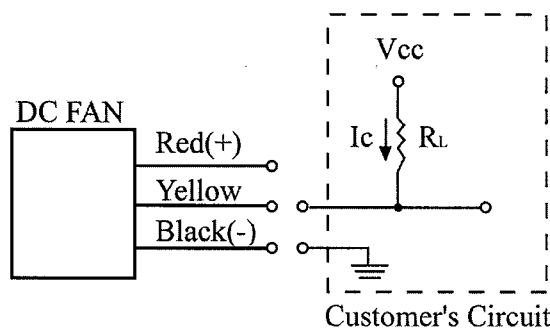 Vcc
DC FAN
Red(+)
Ic
RL
Yellow
Black(-)
Customer's Circuit